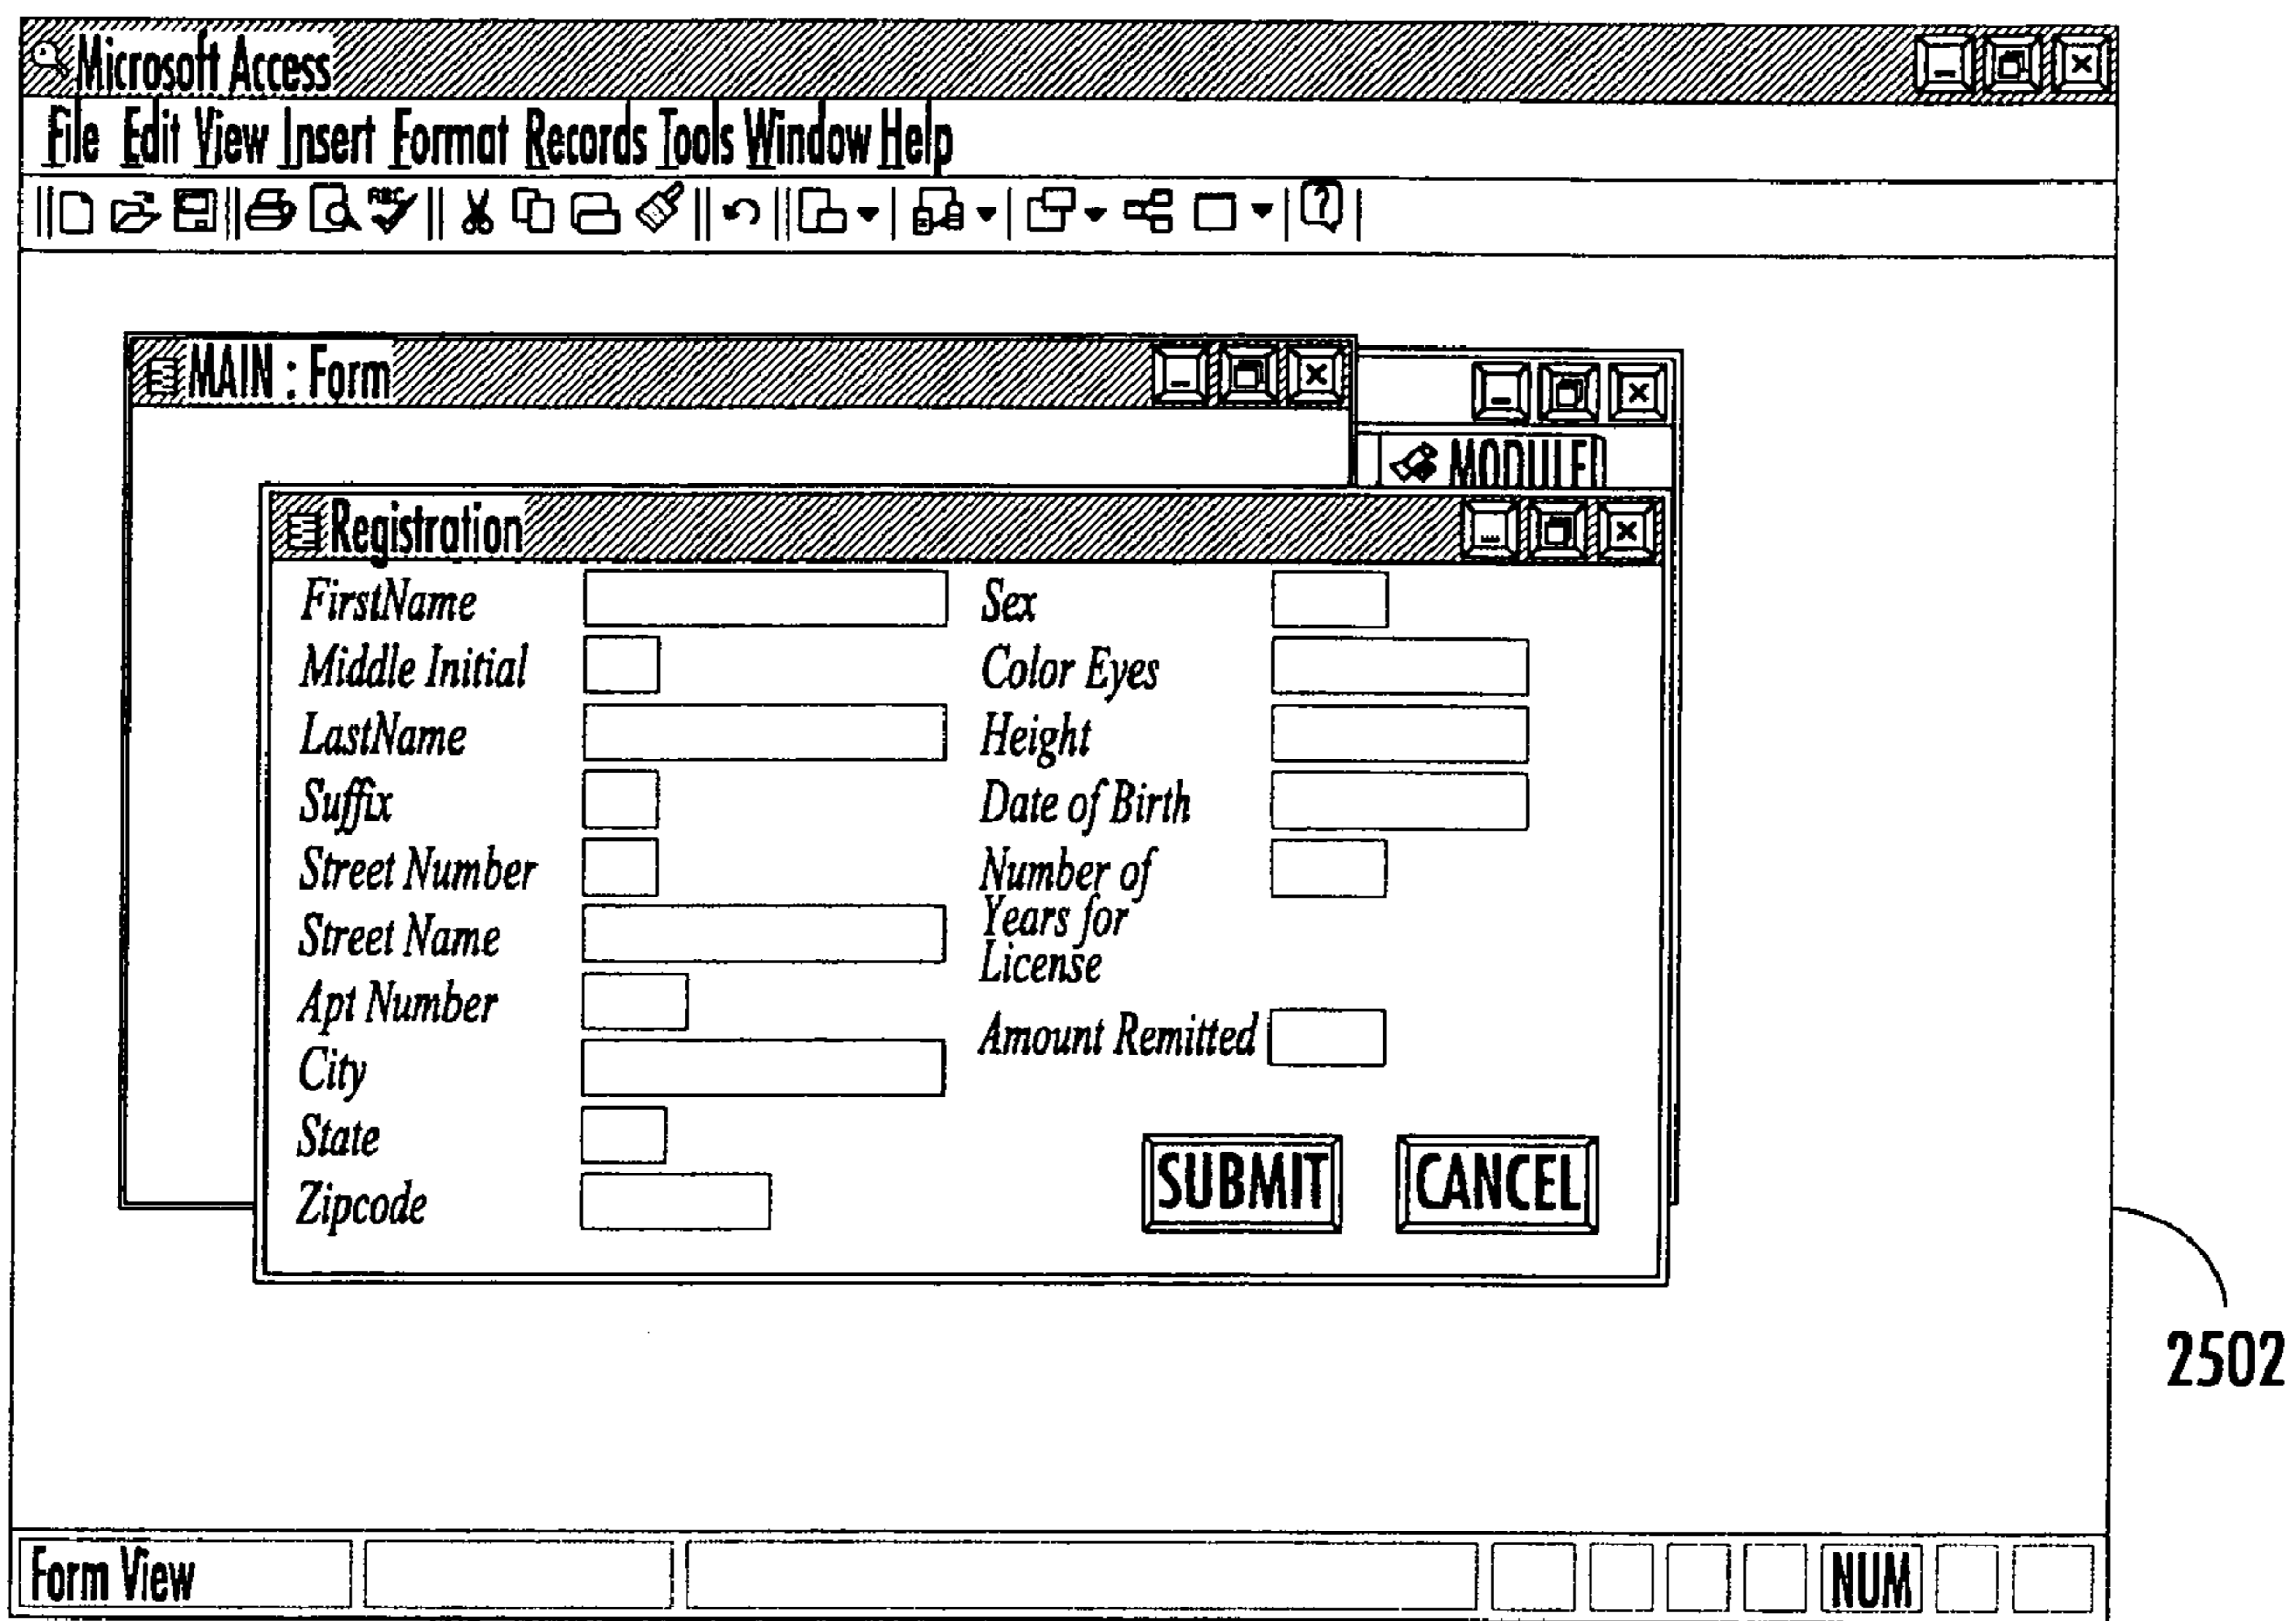 Microsoft Access
File Edit View Insert Format Records Tools Window Help
ABC
MAIN : Form
MODULE
Registration
FirstName
Middle Initial
LastName
Suffix
Street Number
Street Name
Apt Number
City
State
Zipcode
Sex
Color Eyes
Height
Date of Birth
Number of
Years for
License
Amount Remitted
SUBMIT CANCEL
2502
Form View NUM